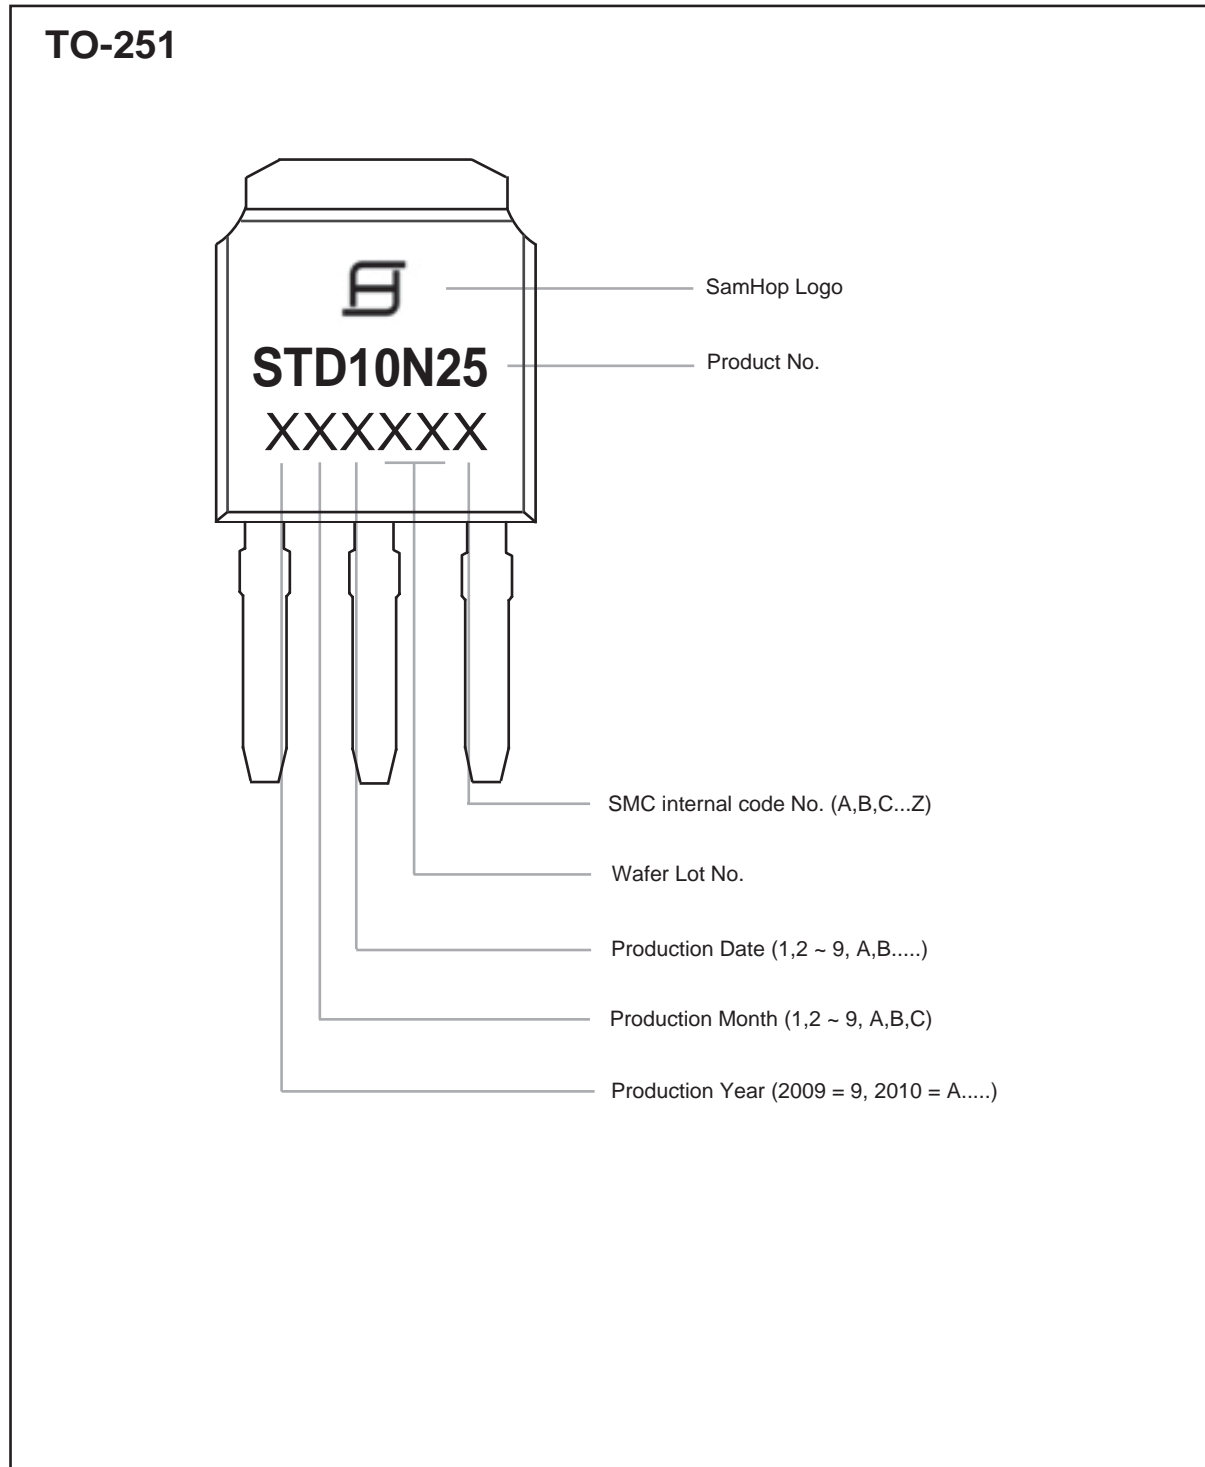 TO-251
SamHop Logo
STD10N25
Product No.
XXXXXX
SMC internal code No. (A,B,C...Z)
Wafer Lot No.
Production Date (1,2 ~ 9, A,B.....)
Production Month (1,2 ~ 9, A,B,C)
Production Year (2009 = 9, 2010 = A.....)